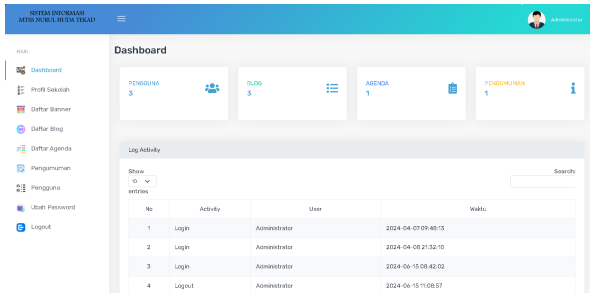 SISTEM INFORMASI
MTSS NURUL HUDA TEKAD
Administrator
MAIN
Dashboard
Profil Sekolah
Daftar Banner
Daftar Blog
Daftar Agenda
Pengumuman
Pengguna
Ubah Password
Logout
Dashboard
PENGGUNA
3
BLOG
3
AGENDA
1
PENGUMUMAN
1
Log Activity
Show
10
entries
Search:
No Activity User Waktu
1 Login Administrator 2024-04-07 09:48:13
2 Login Administrator 2024-04-08 21:32:10
3 Login Administrator 2024-06-15 08:42:02
4 Logout Administrator 2024-06-15 11:08:57